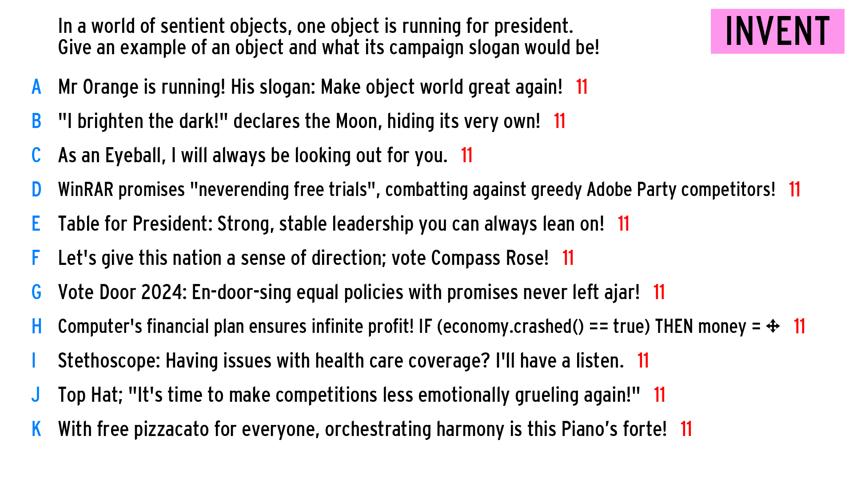 In a world of sentient objects, one object is running for president.
Give an example of an object and what its campaign slogan would be!
INVENT
A Mr Orange is running! His slogan: Make object world great again! 11
B "I brighten the dark!" declares the Moon, hiding its very own! 11
C As an Eyeball, I will always be looking out for you. 11
D WinRAR promises "neverending free trials", combatting against greedy Adobe Party competitors! 11
E Table for President: Strong, stable leadership you can always lean on! 11
F Let's give this nation a sense of direction; vote Compass Rose! 11
G Vote Door 2024: En-door-sing equal policies with promises never left ajar! 11
H Computer's financial plan ensures infinite profit! IF (economy.crashed() == true) THEN money = ✢ 11
I Stethoscope: Having issues with health care coverage? I'll have a listen. 11
J Top Hat; "It's time to make competitions less emotionally grueling again!" 11
K With free pizzacato for everyone, orchestrating harmony is this Piano’s forte! 11